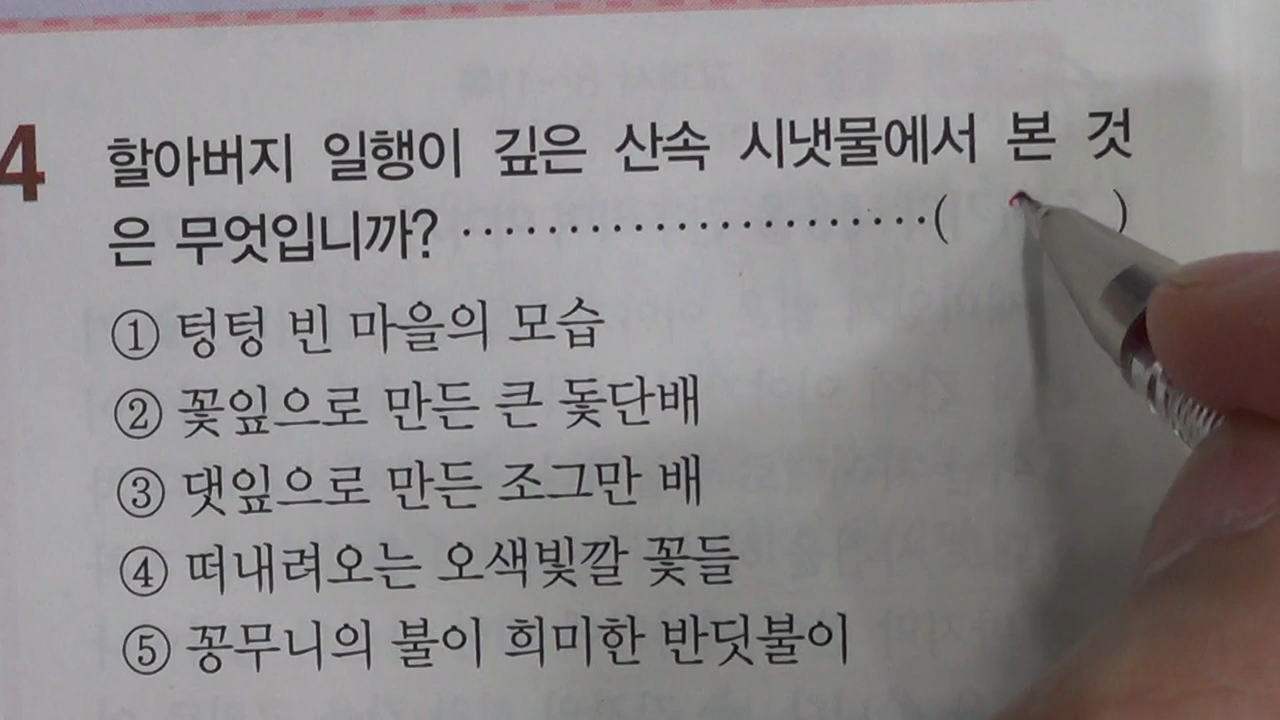 4 할아버지 일행이 깊은 산속 시냇물에서 본 것
은 무엇입니까? ························( )
① 텅텅 빈 마을의 모습
② 꽃잎으로 만든 큰 돛단배
③ 댓잎으로 만든 조그만 배
④ 떠내려오는 오색빛깔 꽃들
⑤ 꽁무니의 불이 희미한 반딧불이